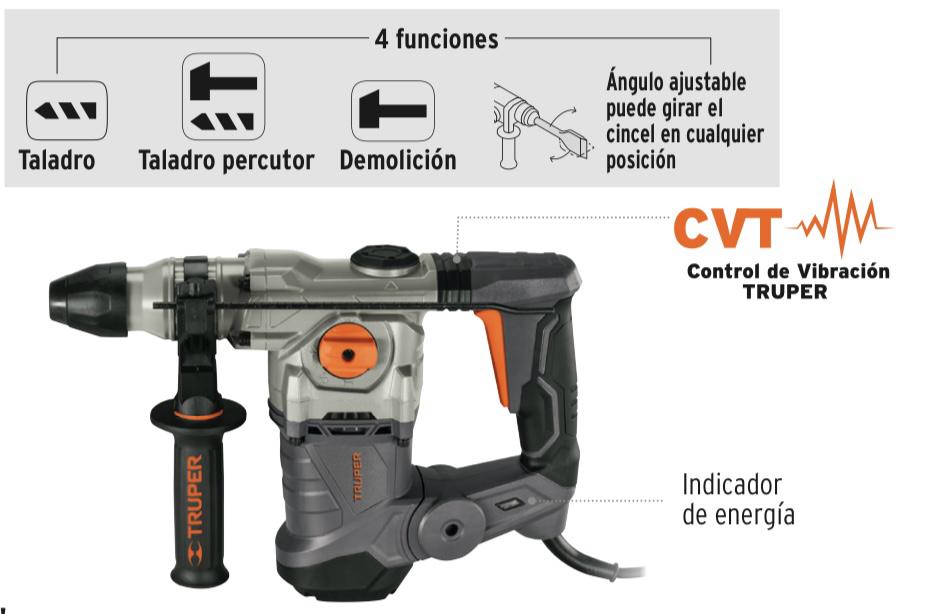 4 funciones
Taladro
Taladro percutor
Demolición
Ángulo ajustable
puede girar el
cincel en cualquier
posición
CVT
Control de Vibración
TRUPER
TRUPER
TRUPER
Indicador
de energía